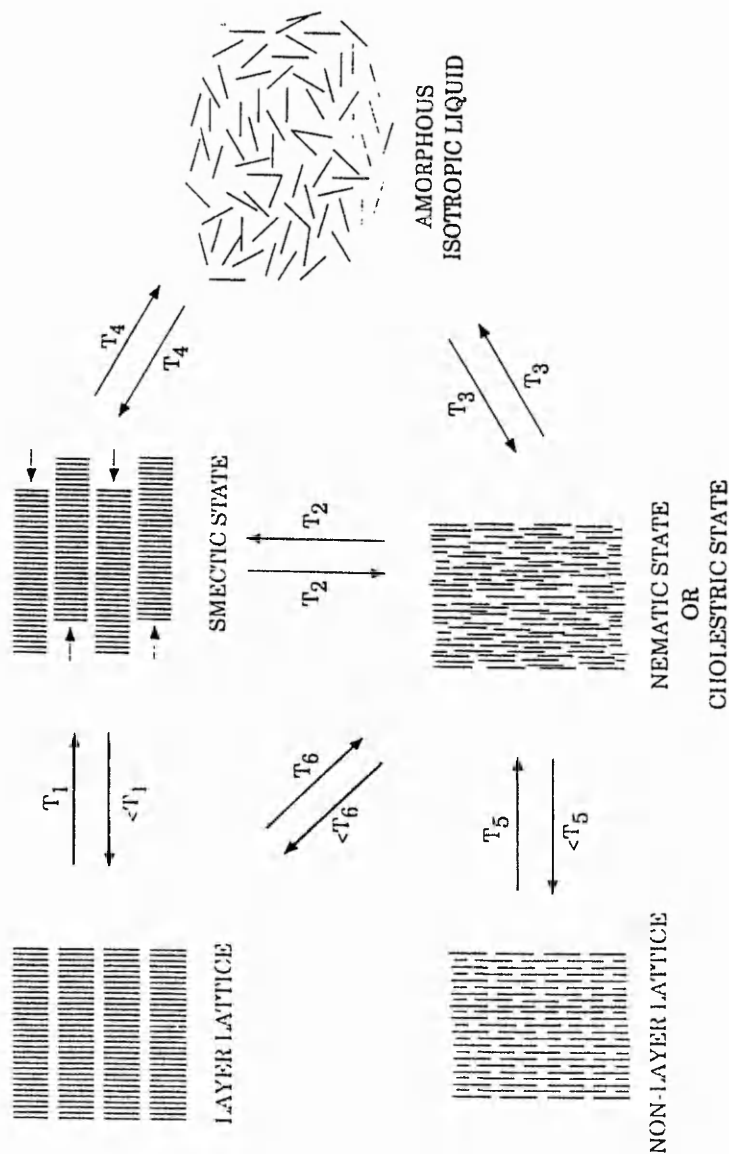 T1
<T1
T4
T4
LAYER LATTICE
SMECTIC STATE
T6
<T6
T2
T2
AMORPHOUS
ISOTROPIC LIQUID
T3
T3
T5
<T5
NON-LAYER LATTICE
NEMATIC STATE
OR
CHOLESTRIC STATE